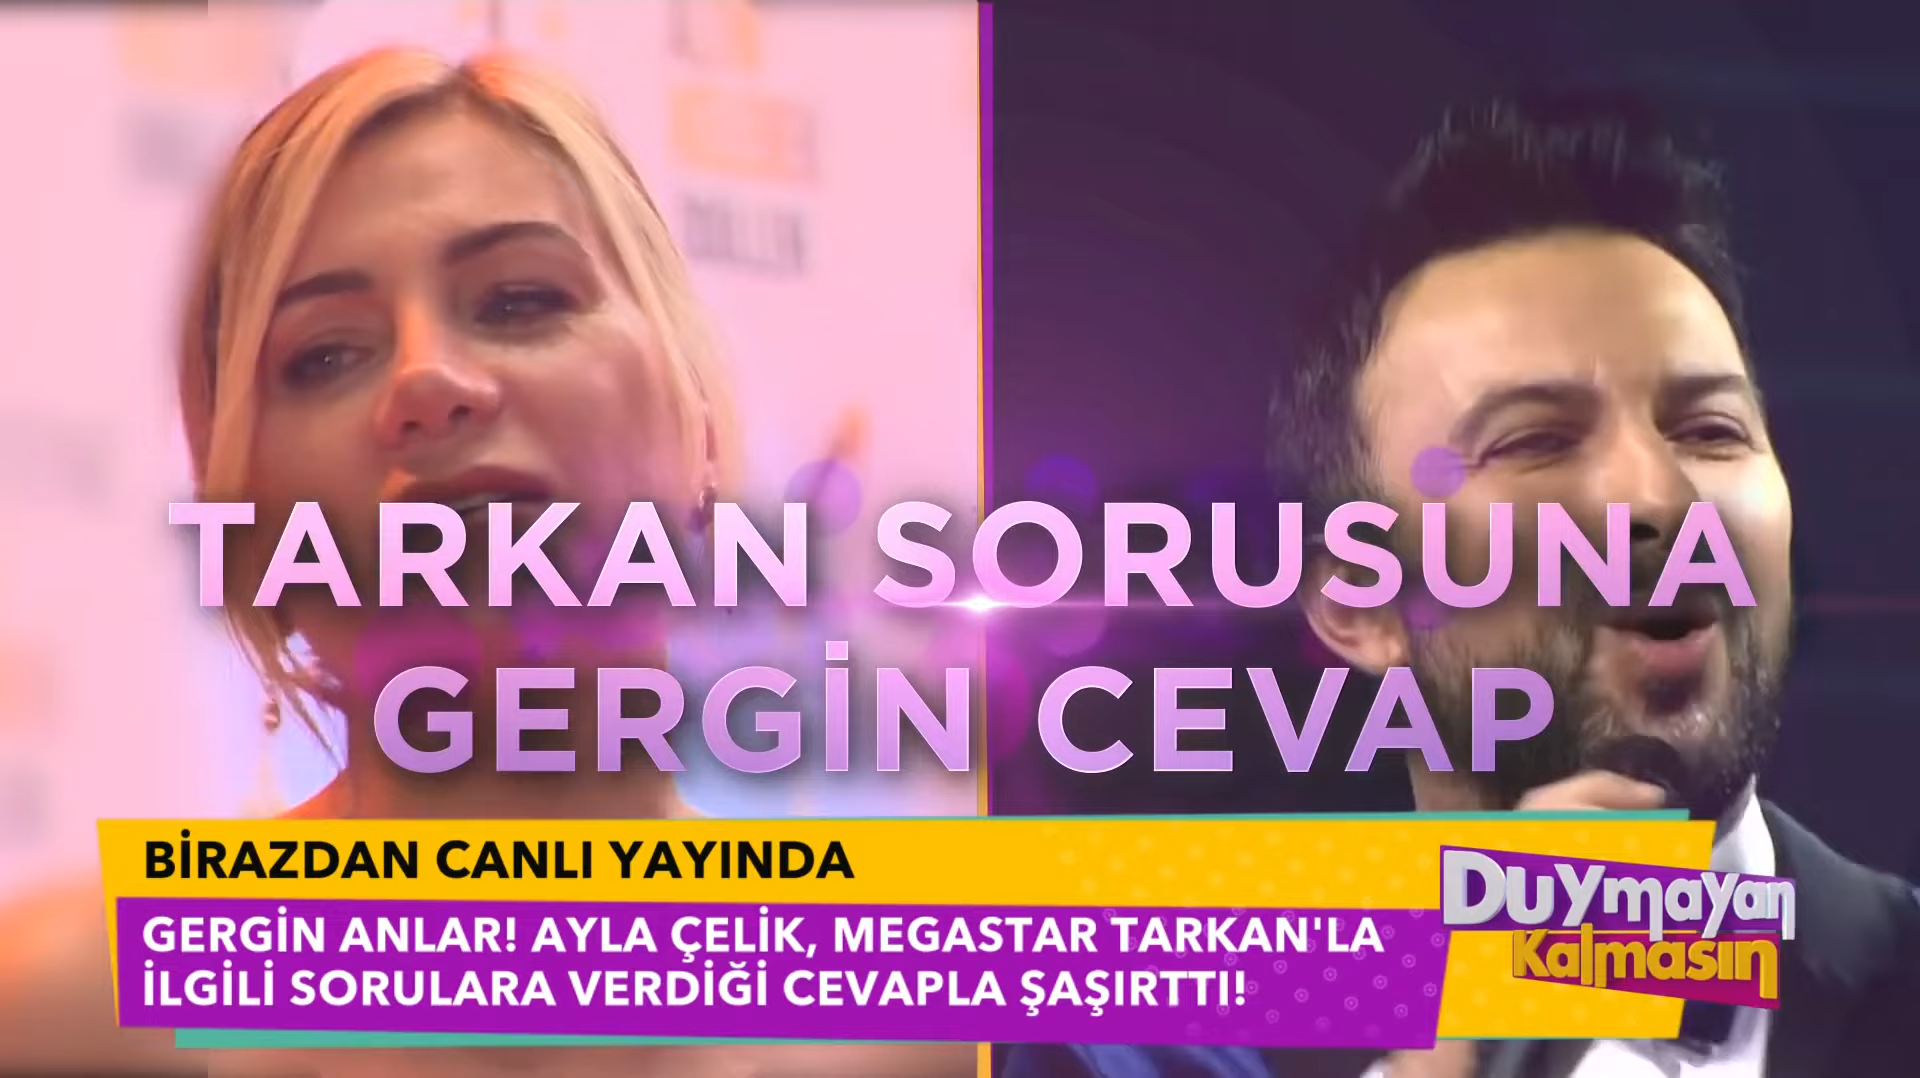 TARKAN SORUSUNA
GERGİN CEVAP
BİRAZDAN CANLI YAYINDA
GERGİN ANLAR! AYLA ÇELİK, MEGASTAR TARKAN'LA
İLGİLİ SORULARA VERDİĞİ CEVAPLA ŞAŞIRTTI!
Duymayan
Kalmasın